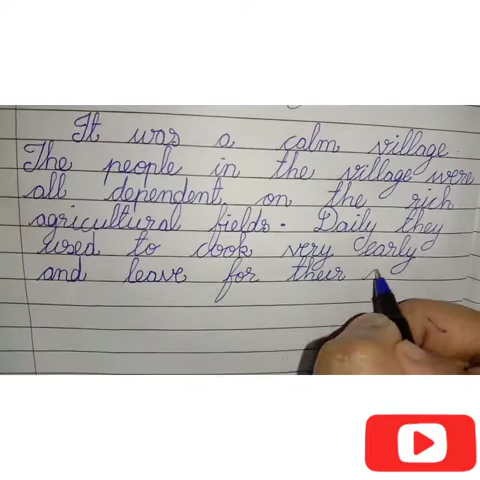 It was a calm village.
The people in the village were
all dependent on the rich
agricultural fields. Daily they
used to cook very early
and leave for their